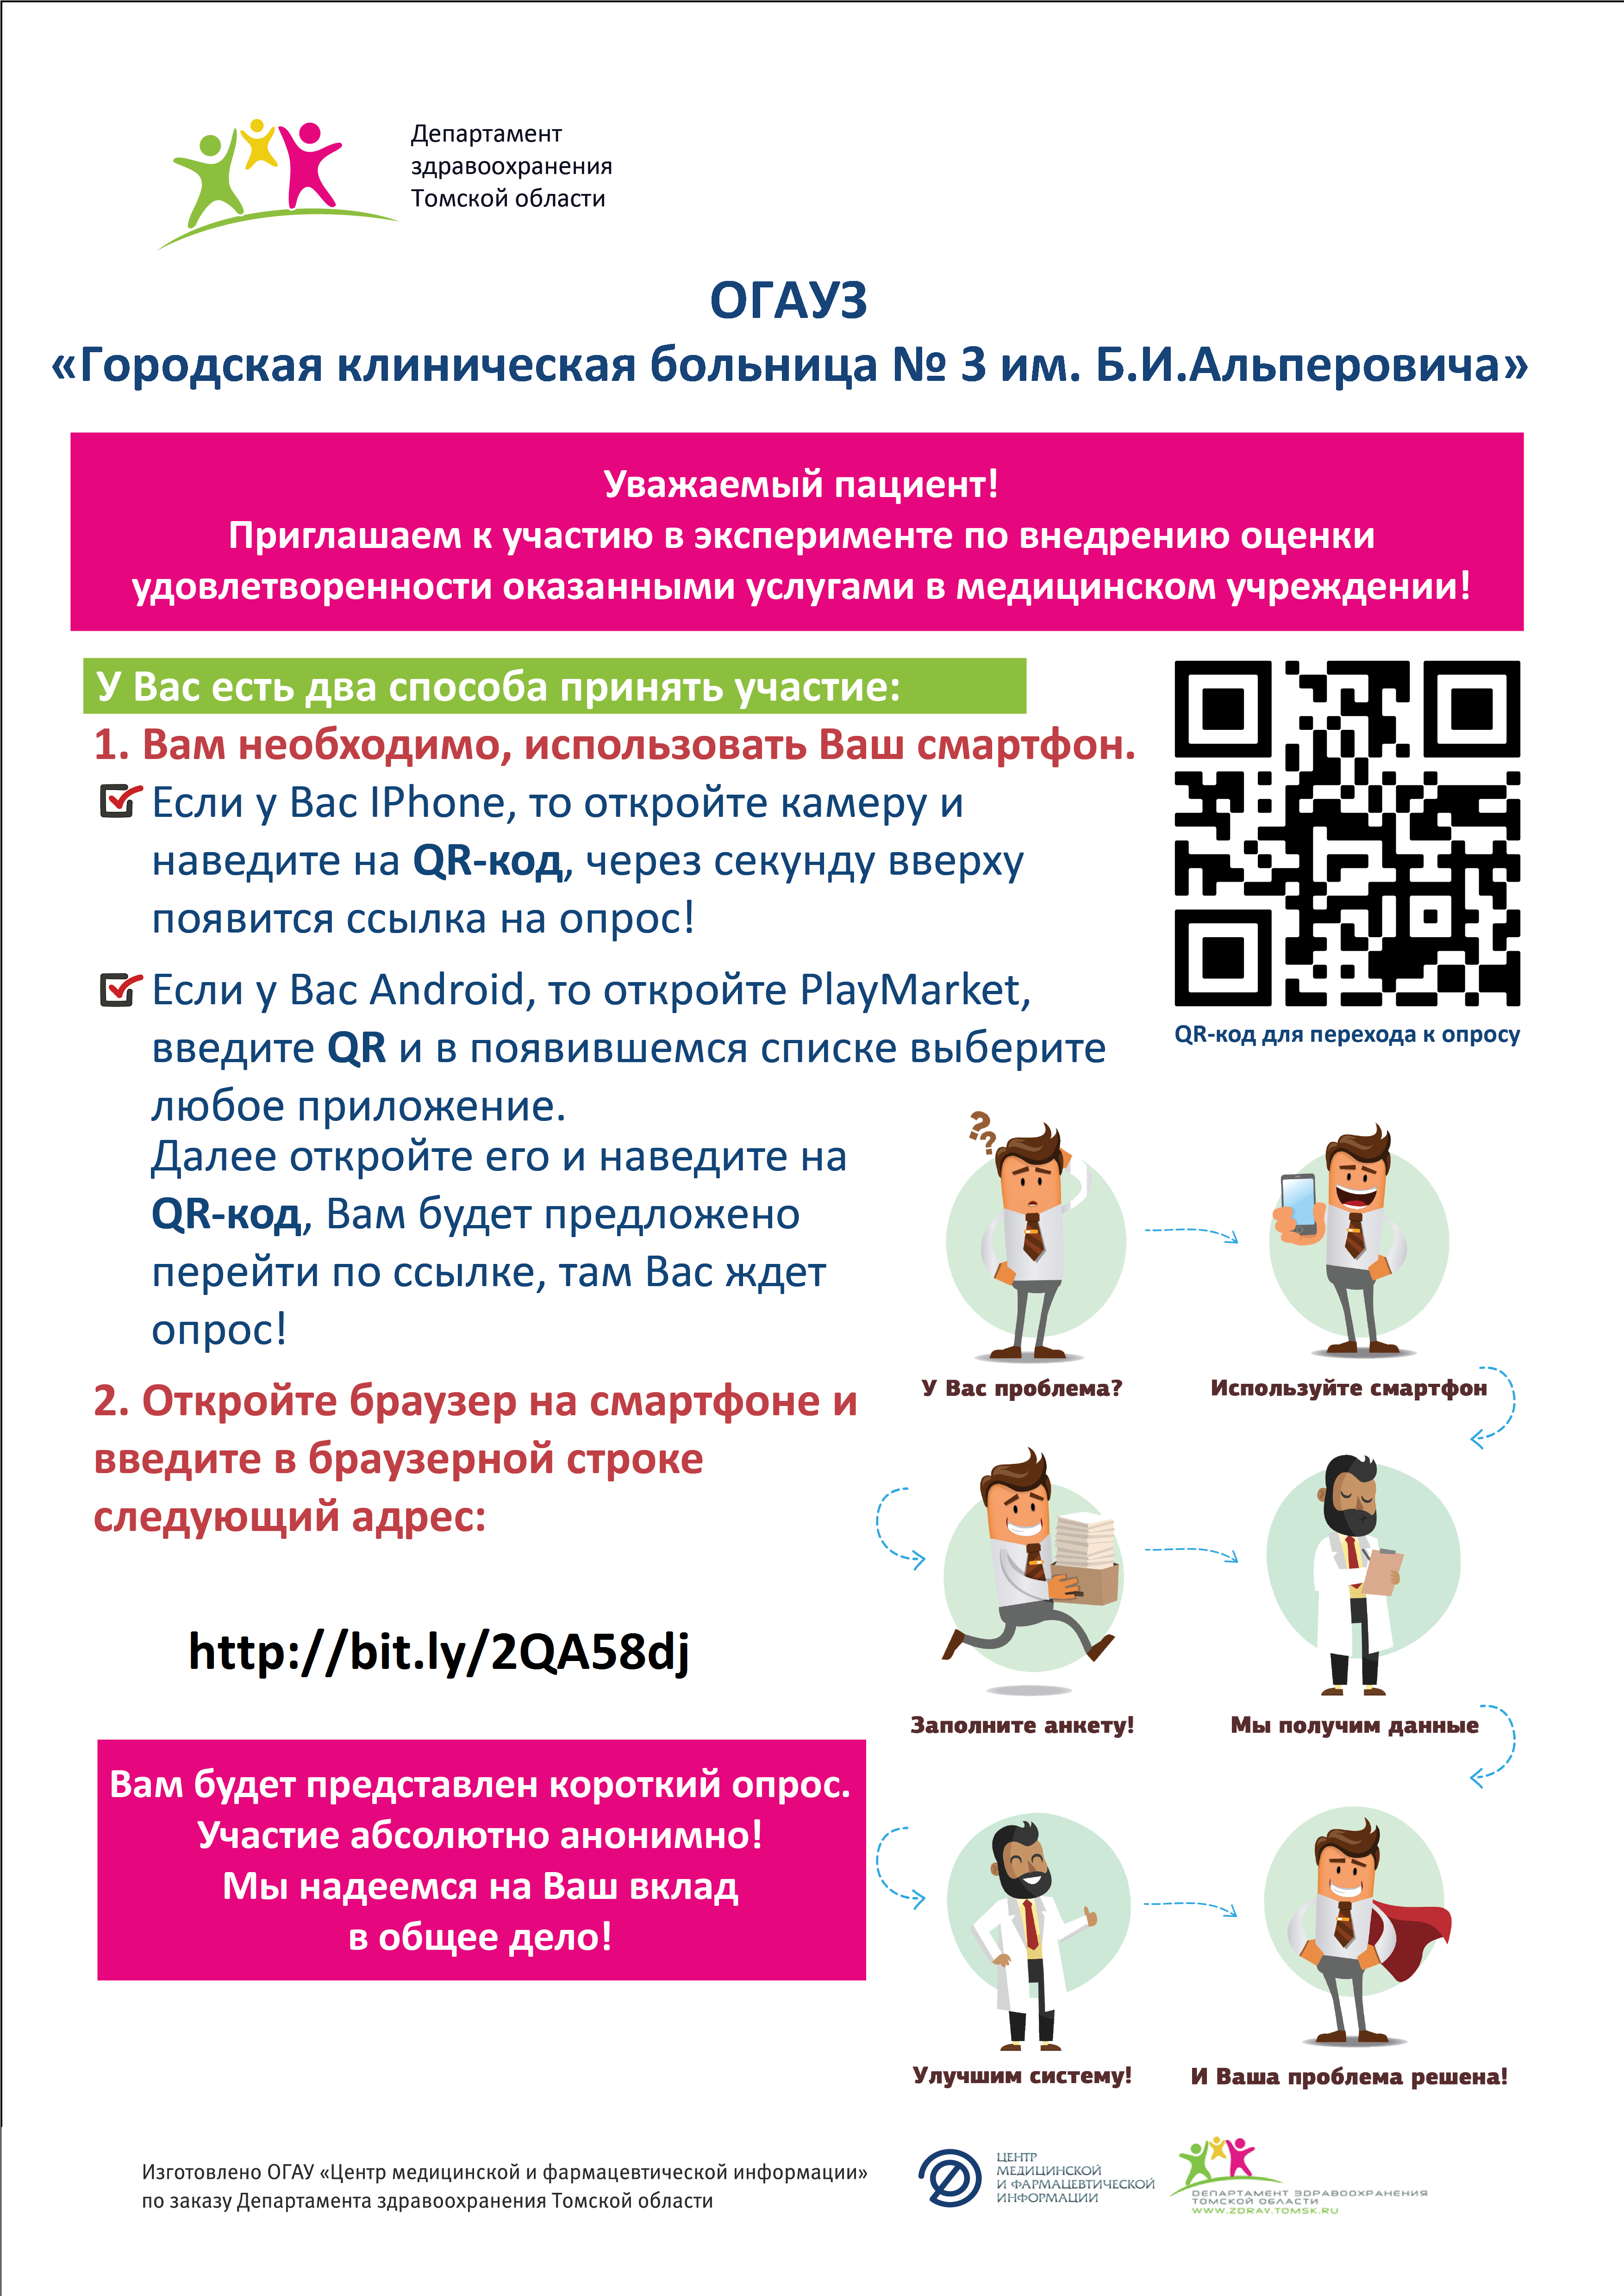 Департамент
здравоохранения
Томской области
ОГАУЗ
«Городская клиническая больница № 3 им. Б.И.Альперовича»
Уважаемый пациент!
Приглашаем к участию в эксперименте по внедрению оценки
удовлетворенности оказанными услугами в медицинском учреждении!
У Вас есть два способа принять участие:
1. Вам необходимо, использовать Ваш смартфон.
Если у Вас IPhone, то откройте камеру и
наведите на QR-код, через секунду вверху
появится ссылка на опрос!
Если у Вас Android, то откройте PlayMarket,
введите QR и в появившемся списке выберите
любое приложение.
Далее откройте его и наведите на
QR-код, Вам будет предложено
перейти по ссылке, там Вас ждет
опрос!
2. Откройте браузер на смартфоне и
введите в браузерной строке
следующий адрес:
http://bit.ly/2QA58dj
Вам будет представлен короткий опрос.
Участие абсолютно анонимно!
Мы надеемся на Ваш вклад
в общее дело!
QR-код для перехода к опросу
??
У Вас проблема?
Используйте смартфон
Заполните анкету!
Мы получим данные
Улучшим систему!
И Ваша проблема решена!
Изготовлено ОГАУ «Центр медицинской и фармацевтической информации»
по заказу Департамента здравоохранения Томской области
ЦЕНТР
МЕДИЦИНСКОЙ
И ФАРМАЦЕВТИЧЕСКОЙ
ИНФОРМАЦИИ
ДЕПАРТАМЕНТ ЗДРАВООХРАНЕНИЯ
ТОМСКОЙ ОБЛАСТИ
WWW.ZDRAV.TOMSK.RU